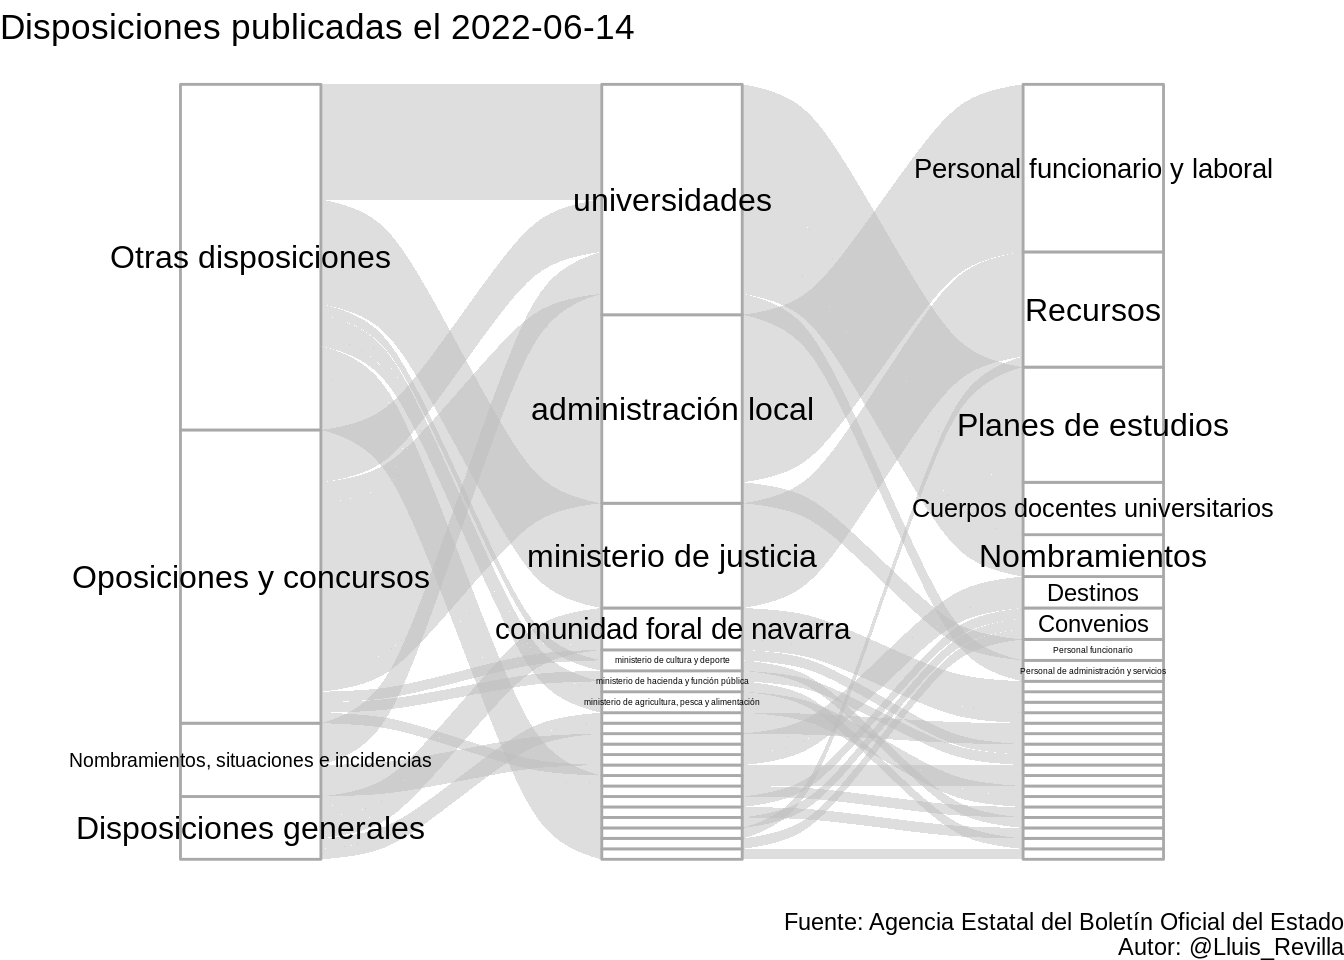 Disposiciones publicadas el 2022-06-14
Otras disposiciones
Oposiciones y concursos
Nombramientos, situaciones e incidencias
Disposiciones generales
universidades
administración local
ministerio de justicia
comunidad foral de navarra
ministerio de cultura y deporte
ministerio de hacienda y función pública
ministerio de agricultura, pesca y alimentación
Personal funcionario y laboral
Recursos
Planes de estudios
Cuerpos docentes universitarios
Nombramientos
Destinos
Convenios
Personal funcionario
Personal de administración y servicios
Fuente: Agencia Estatal del Boletín Oficial del Estado
Autor: @Lluis_Revilla